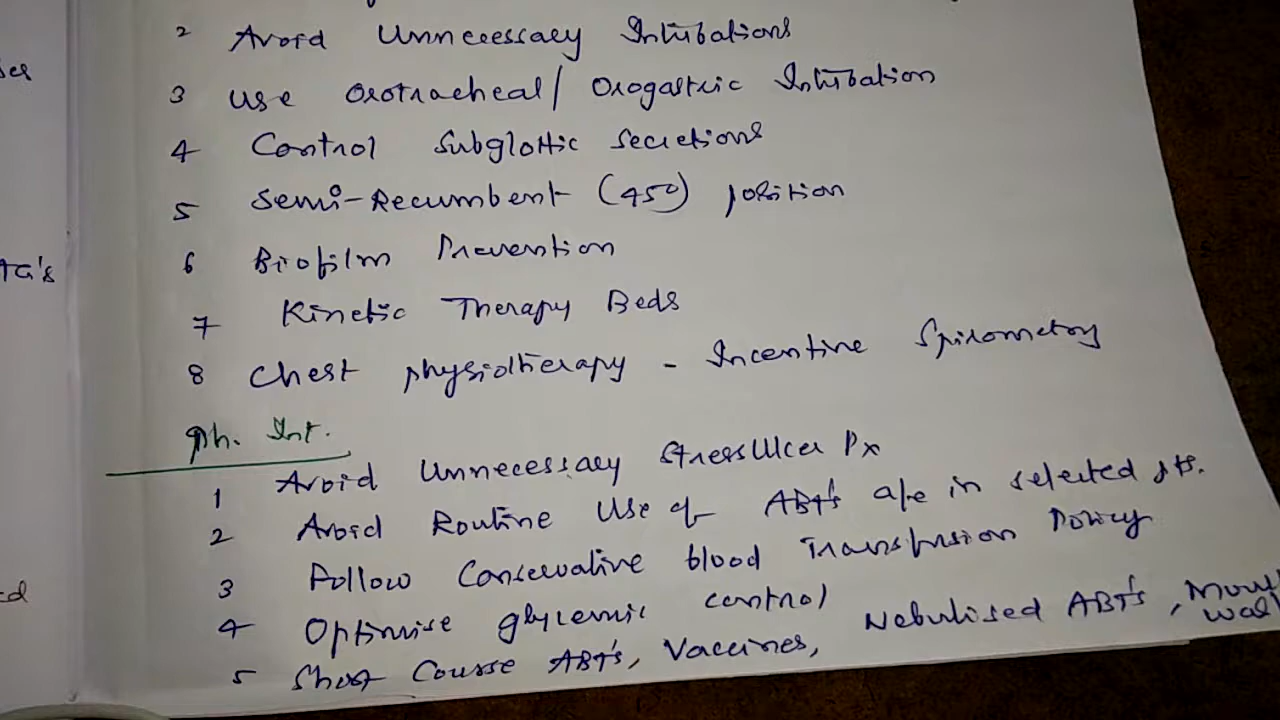 2 Avoid Unnecessary Intubations
3 Use Orotracheal/ Orogastric Intubation
4 Control Subglottic Secretions
5 Semi-Recumbent (45°) position
6 Biofilm Prevention
7 Kinetic Therapy Beds
8 Chest physiotherapy - Incentive Spirometry
Ph. Int.
1 Avoid Unnecessary Stress Ulcer Px
2 Avoid Routine Use of ABT's a/e in selected pts.
3 Follow Conservative blood Transfusion Policy
4 Optimise glycemic control
5 Short Course ABT's, Vaccines, Nebulised ABT's, Mouth
wa